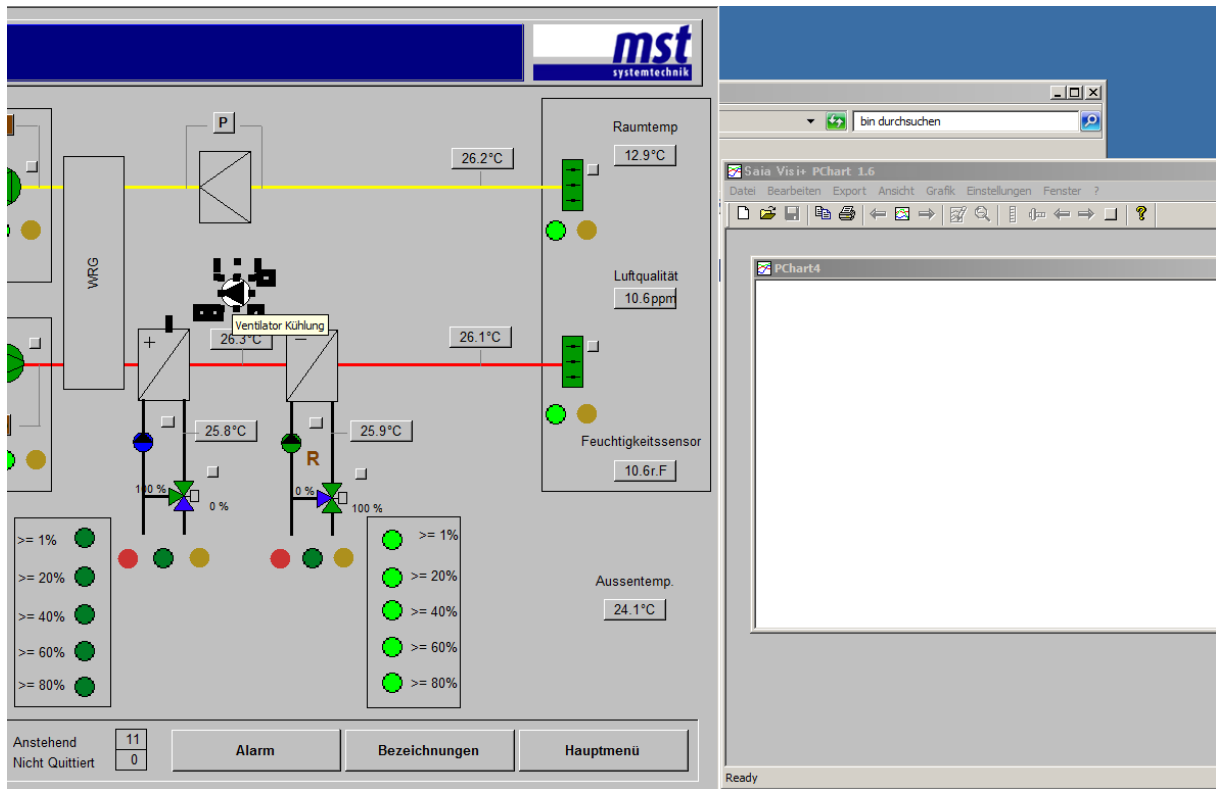 mst
systemtechnik
P
26.2°C
Raumtemp
12.9°C
WRG
Luftqualität
10.6ppm
Ventilator Kühlung
+
26.3°C
−
26.1°C
25.8°C
25.9°C
R
Feuchtigkeitssensor
10.6r.F
100 %
0 %
0 %
100 %
>= 1%
>= 20%
>= 40%
>= 60%
>= 80%
>= 1%
>= 20%
>= 40%
>= 60%
>= 80%
Aussentemp.
24.1°C
Anstehend 11
Nicht Quittiert 0
Alarm
Bezeichnungen
Hauptmenü
bin durchsuchen
Saia Visi+ PChart 1.6
Datei Bearbeiten Export Ansicht Grafik Einstellungen Fenster ?
PChart4
Ready